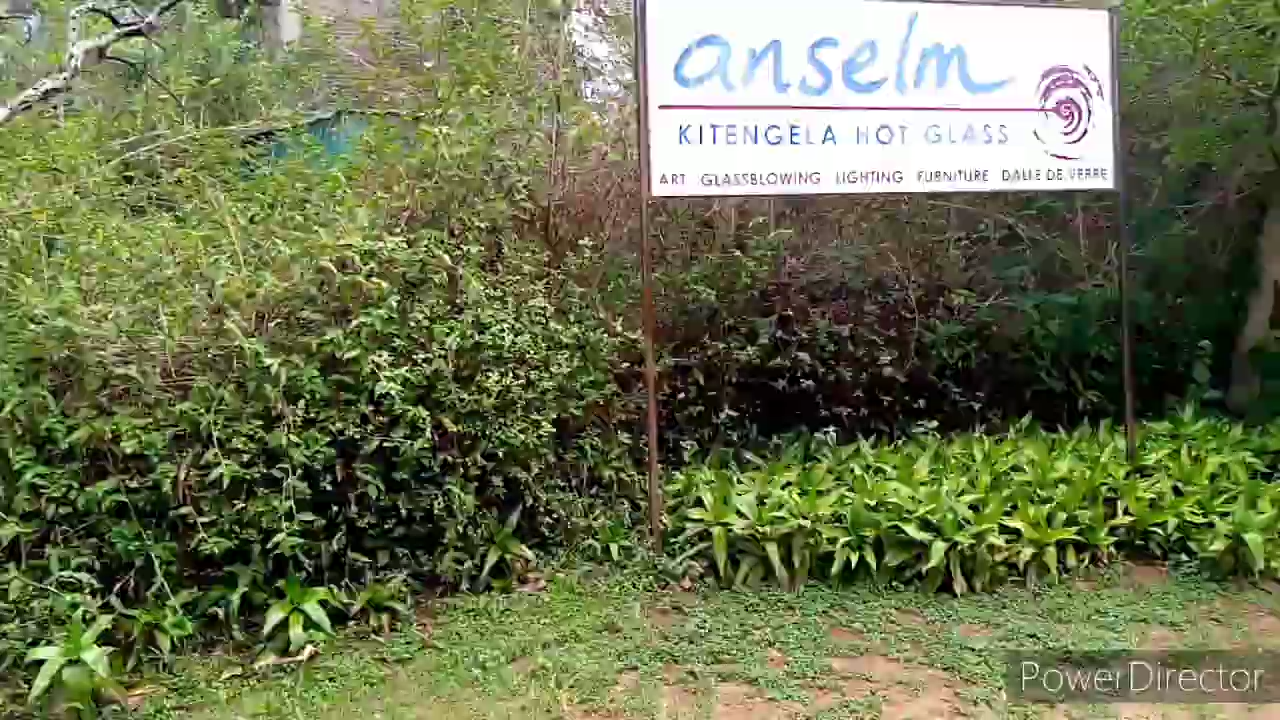 anselm
KITENGELA HOT GLASS
ART GLASSBLOWING LIGHTING FURNITURE DALLE DE VERRE
PowerDirector